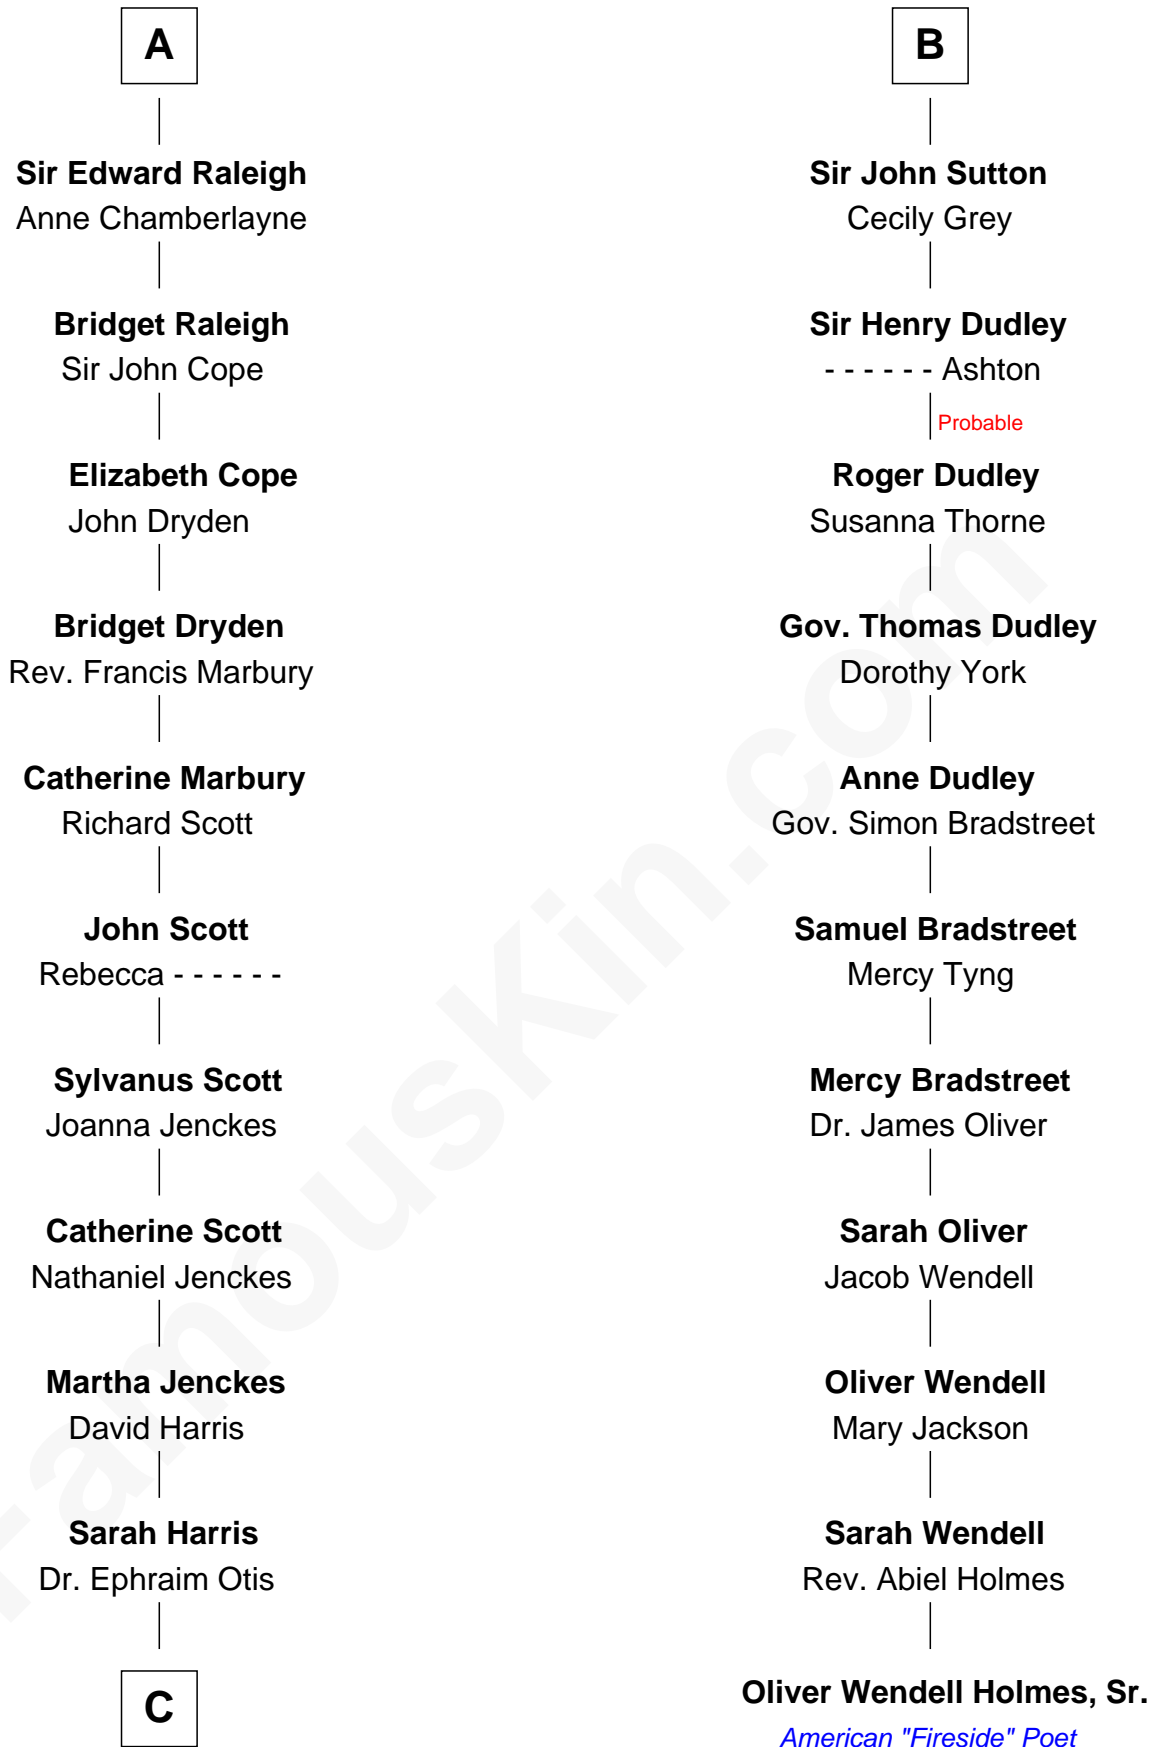 A
Sir Edward Raleigh
Anne Chamberlayne
Bridget Raleigh
Sir John Cope
Elizabeth Cope
John Dryden
Bridget Dryden
Rev. Francis Marbury
Catherine Marbury
Richard Scott
John Scott
Rebecca - - - - - -
Sylvanus Scott
Joanna Jenckes
Catherine Scott
Nathaniel Jenckes
Martha Jenckes
David Harris
Sarah Harris
Dr. Ephraim Otis
C
B
Sir John Sutton
Cecily Grey
Sir Henry Dudley
- - - - - - Ashton
Probable
Roger Dudley
Susanna Thorne
Gov. Thomas Dudley
Dorothy York
Anne Dudley
Gov. Simon Bradstreet
Samuel Bradstreet
Mercy Tyng
Mercy Bradstreet
Dr. James Oliver
Sarah Oliver
Jacob Wendell
Oliver Wendell
Mary Jackson
Sarah Wendell
Rev. Abiel Holmes
Oliver Wendell Holmes, Sr.
American "Fireside" Poet
FamousKin.com